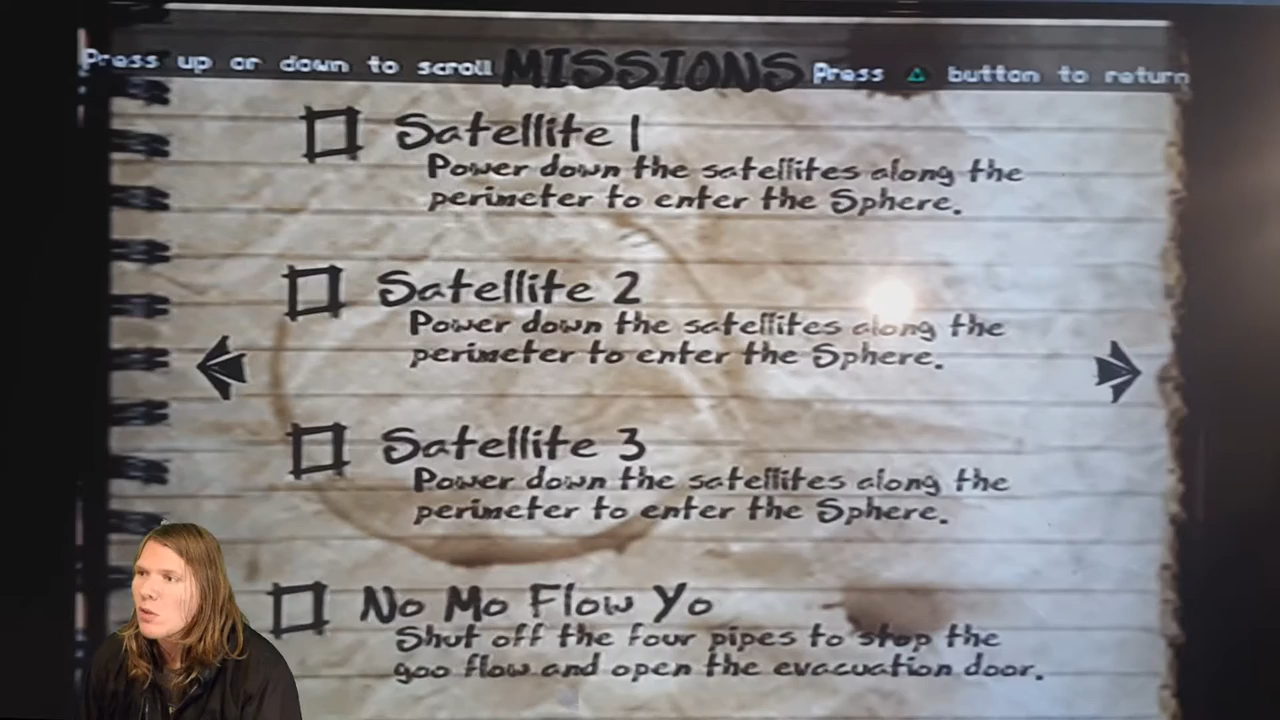 Press up or down to scroll MISSIONS Press △ button to return
Satellite 1
Power down the satellites along the
perimeter to enter the Sphere.
Satellite 2
Power down the satellites along the
perimeter to enter the Sphere.
Satellite 3
Power down the satellites along the
perimeter to enter the Sphere.
No Mo Flow Yo
Shut off the four pipes to stop the
goo flow and open the evacuation door.